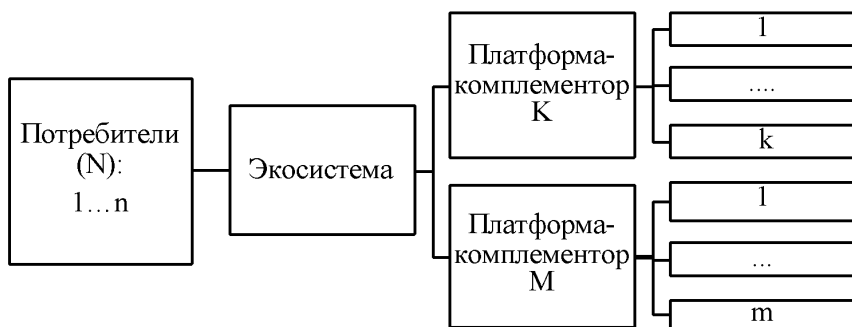 Потребители
(N):
1...n
Экосистема
Платформа-
комплементор
K
1
....
k
Платформа-
комплементор
M
1
...
m